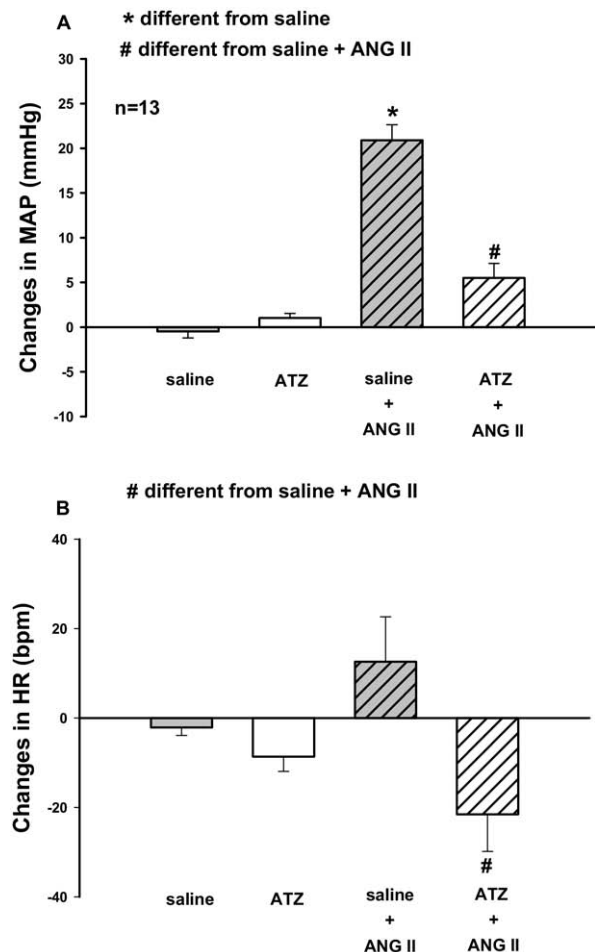 A
* different from saline
# different from saline + ANG II
n=13
Changes in MAP (mmHg)
30
25
20
15
10
5
0
-5
-10
*
#
saline ATZ saline + ANG II ATZ + ANG II
B
# different from saline + ANG II
Changes in HR (bpm)
40
20
0
-20
-40
#
saline ATZ saline + ANG II ATZ + ANG II